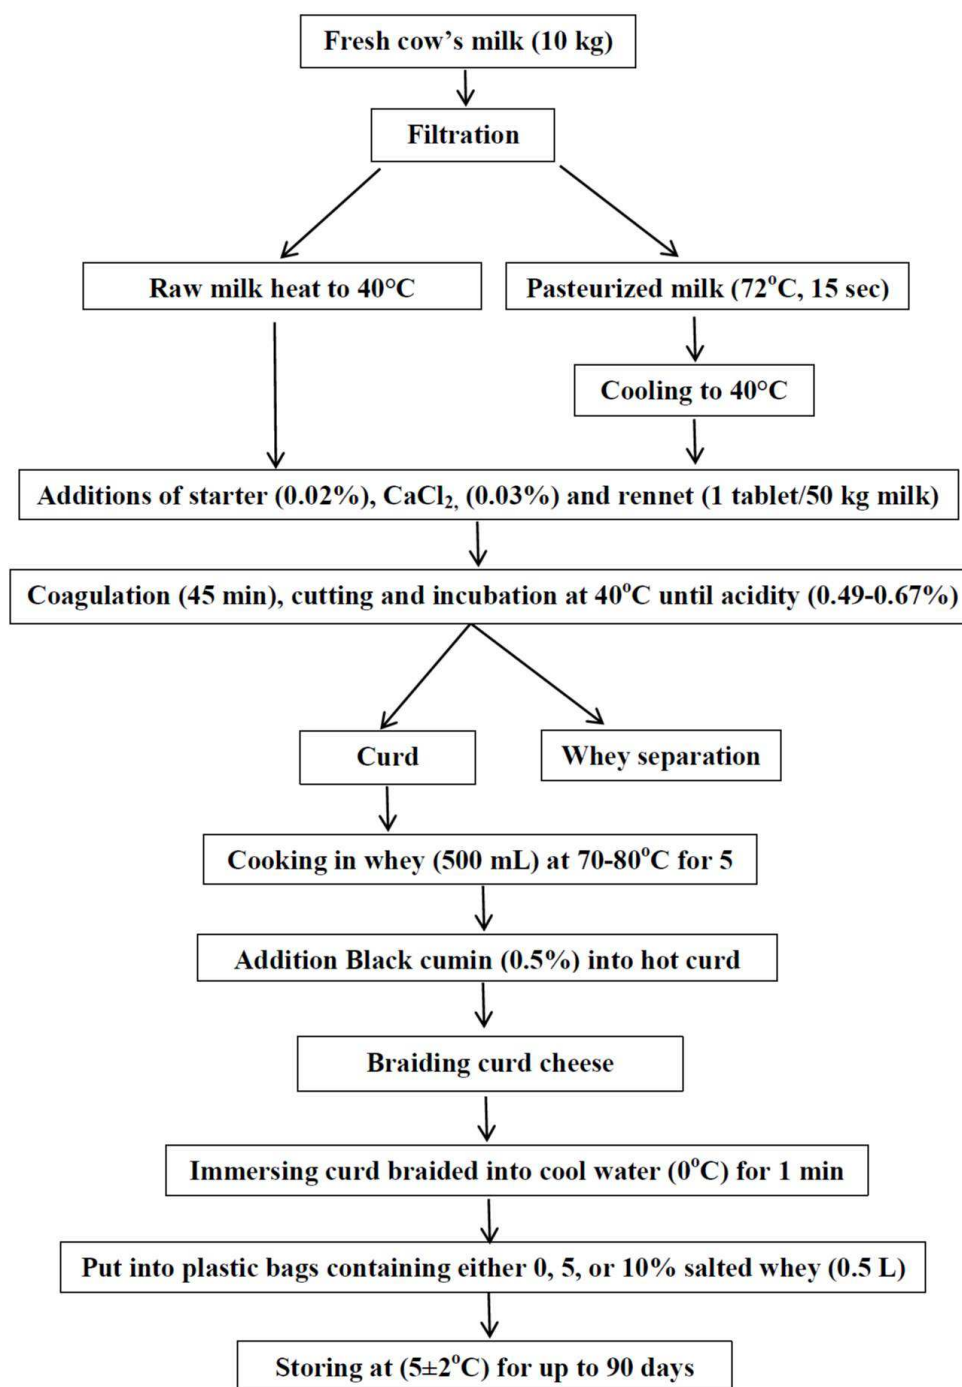 Fresh cow’s milk (10 kg)
Filtration
Raw milk heat to 40°C
Pasteurized milk (72°C, 15 sec)
Cooling to 40°C
Additions of starter (0.02%), CaCl2, (0.03%) and rennet (1 tablet/50 kg milk)
Coagulation (45 min), cutting and incubation at 40°C until acidity (0.49-0.67%)
Curd
Whey separation
Cooking in whey (500 mL) at 70-80°C for 5
Addition Black cumin (0.5%) into hot curd
Braiding curd cheese
Immersing curd braided into cool water (0°C) for 1 min
Put into plastic bags containing either 0, 5, or 10% salted whey (0.5 L)
Storing at (5±2°C) for up to 90 days